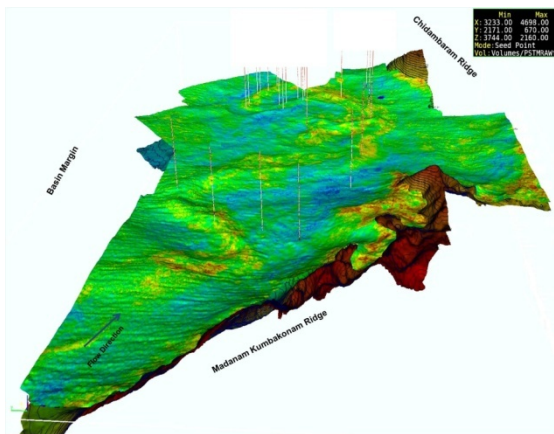 Min Max
X: 3233.00 4698.00
Y: 2171.00 670.00
Z: 3744.00 2160.00
Mode: Seed Point
Vol: Volumes/PSTMRAW
Chidambaram Ridge
Basin Margin
Flow Direction
Madanam Kumbakonam Ridge